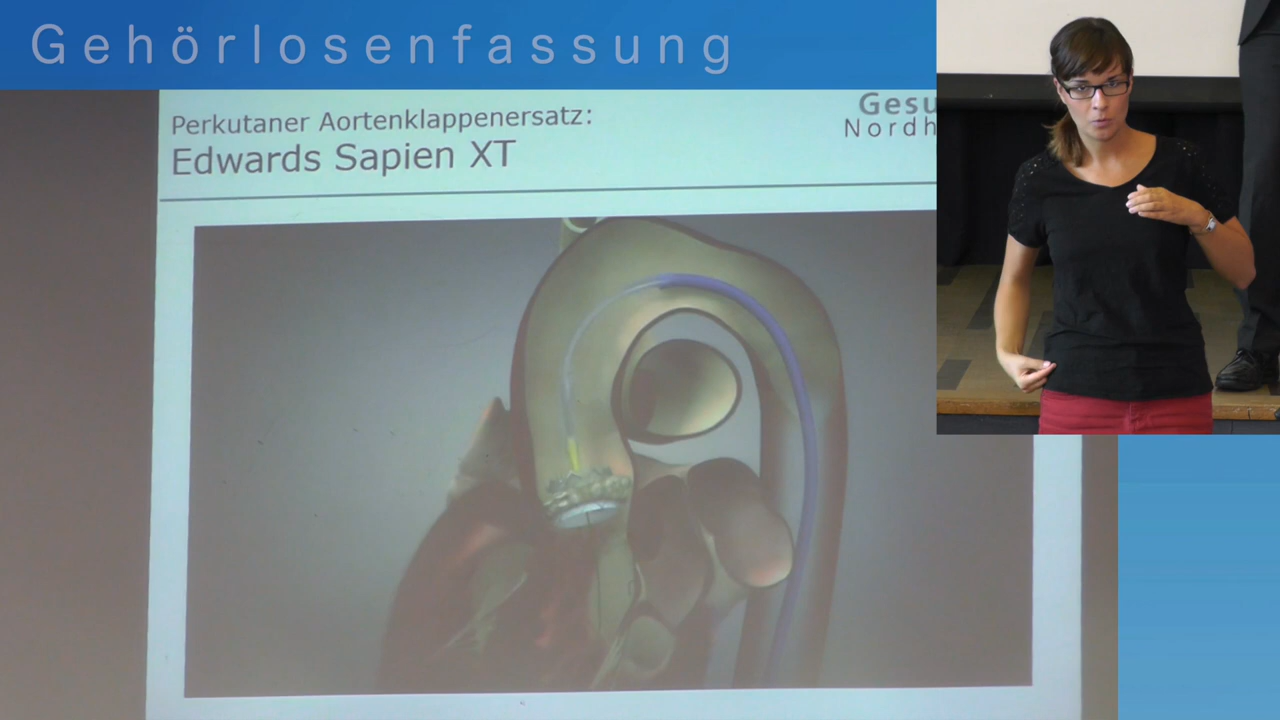 Gehörlosenfassung
Perkutaner Aortenklappenersatz:
Edwards Sapien XT